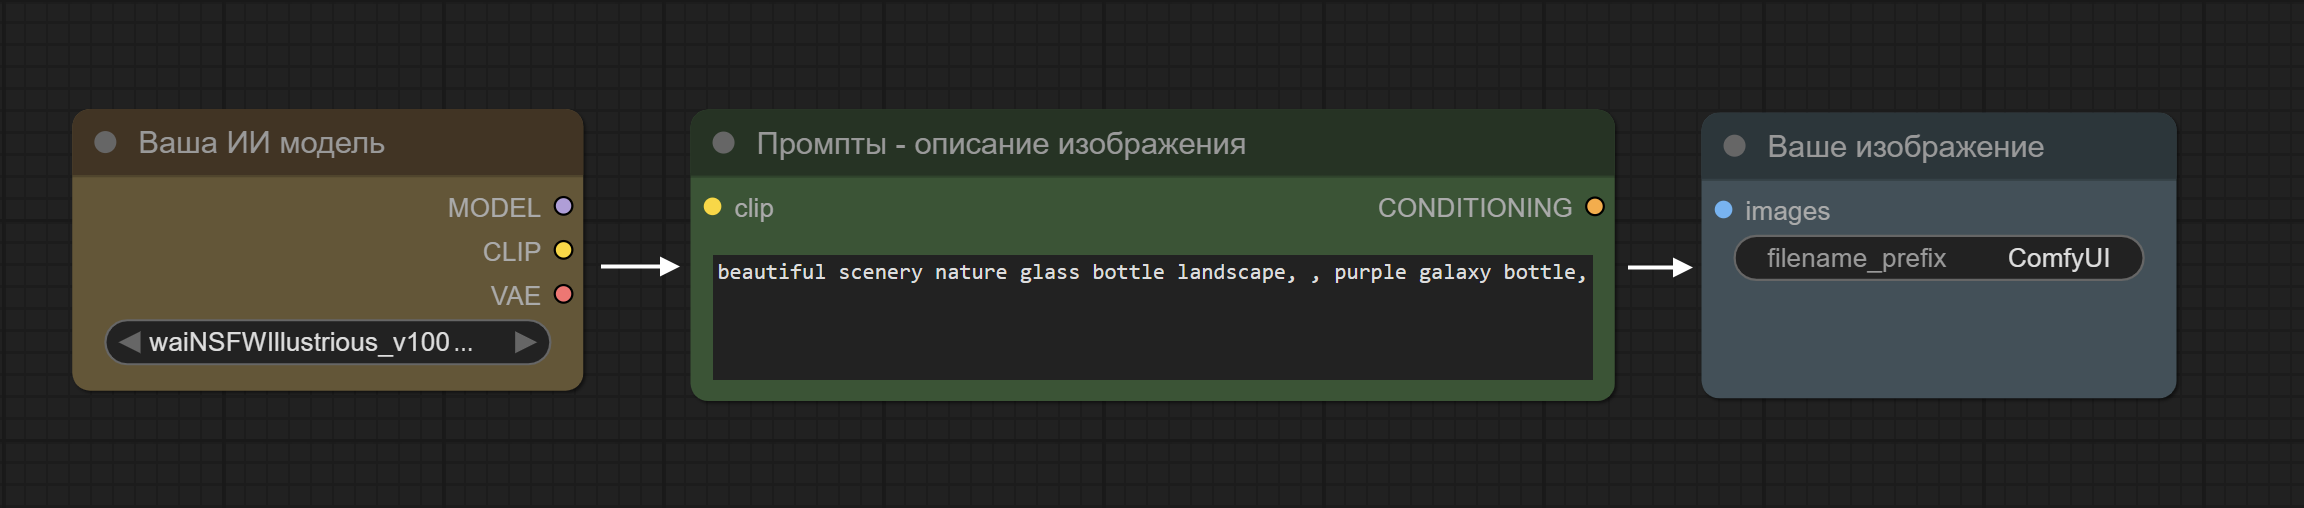 Ваша ИИ модель
MODEL
CLIP
VAE
waiNSFWIllustrious_v100...
Промпты - описание изображения
clip
CONDITIONING
beautiful scenery nature glass bottle landscape, , purple galaxy bottle,
Ваше изображение
images
filename_prefix ComfyUI